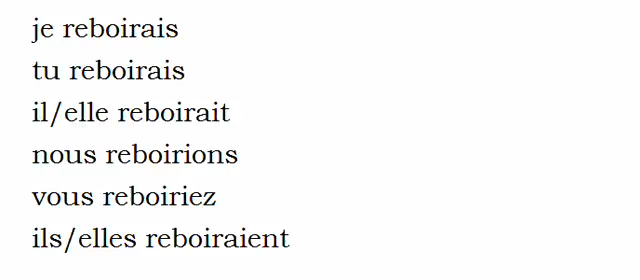 je reboirais
tu reboirais
il/elle reboirait
nous reboirions
vous reboiriez
ils/elles reboiraient